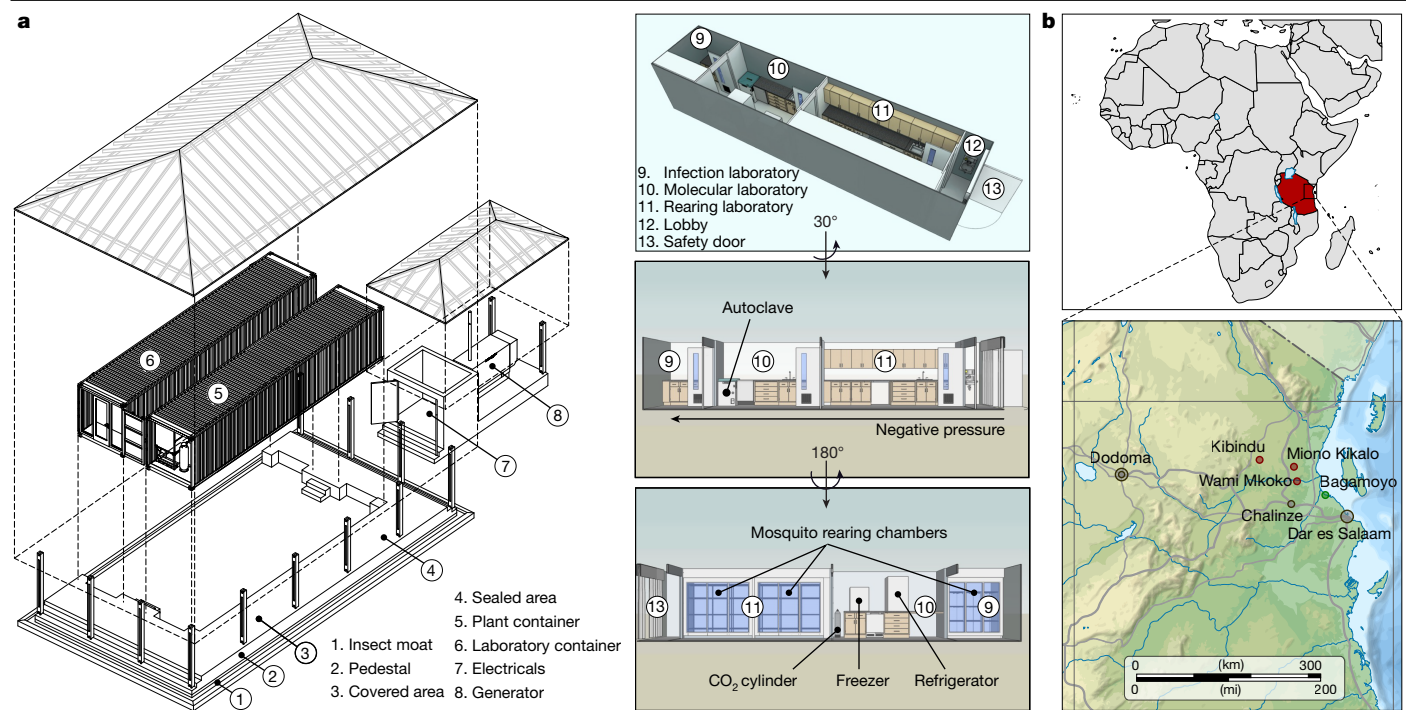 a
6
5
8
7
4
3
2
1
1. Insect moat
2. Pedestal
3. Covered area
4. Sealed area
5. Plant container
6. Laboratory container
7. Electricals
8. Generator
9
10
11
12
13
9. Infection laboratory
10. Molecular laboratory
11. Rearing laboratory
12. Lobby
13. Safety door
30°
Autoclave
9
10
11
Negative pressure
180°
Mosquito rearing chambers
13
11
10
9
CO2 cylinder
Freezer
Refrigerator
b
Dodoma
Kibindu
Miono Kikalo
Wami Mkoko
Bagamoyo
Chalinze
Dar es Salaam
0 (km) 300
0 (mi) 200